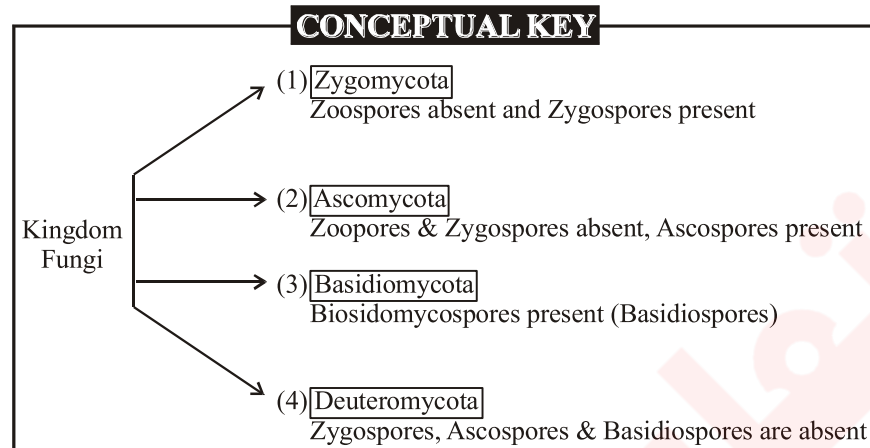 CONCEPTUAL KEY
(1) Zygomycota
Zoospores absent and Zygospores present
(2) Ascomycota
Zoopores & Zygospores absent, Ascospores present
Kingdom
Fungi
(3) Basidiomycota
Biosidomycospores present (Basidiospores)
(4) Deuteromycota
Zygospores, Ascospores & Basidiospores are absent